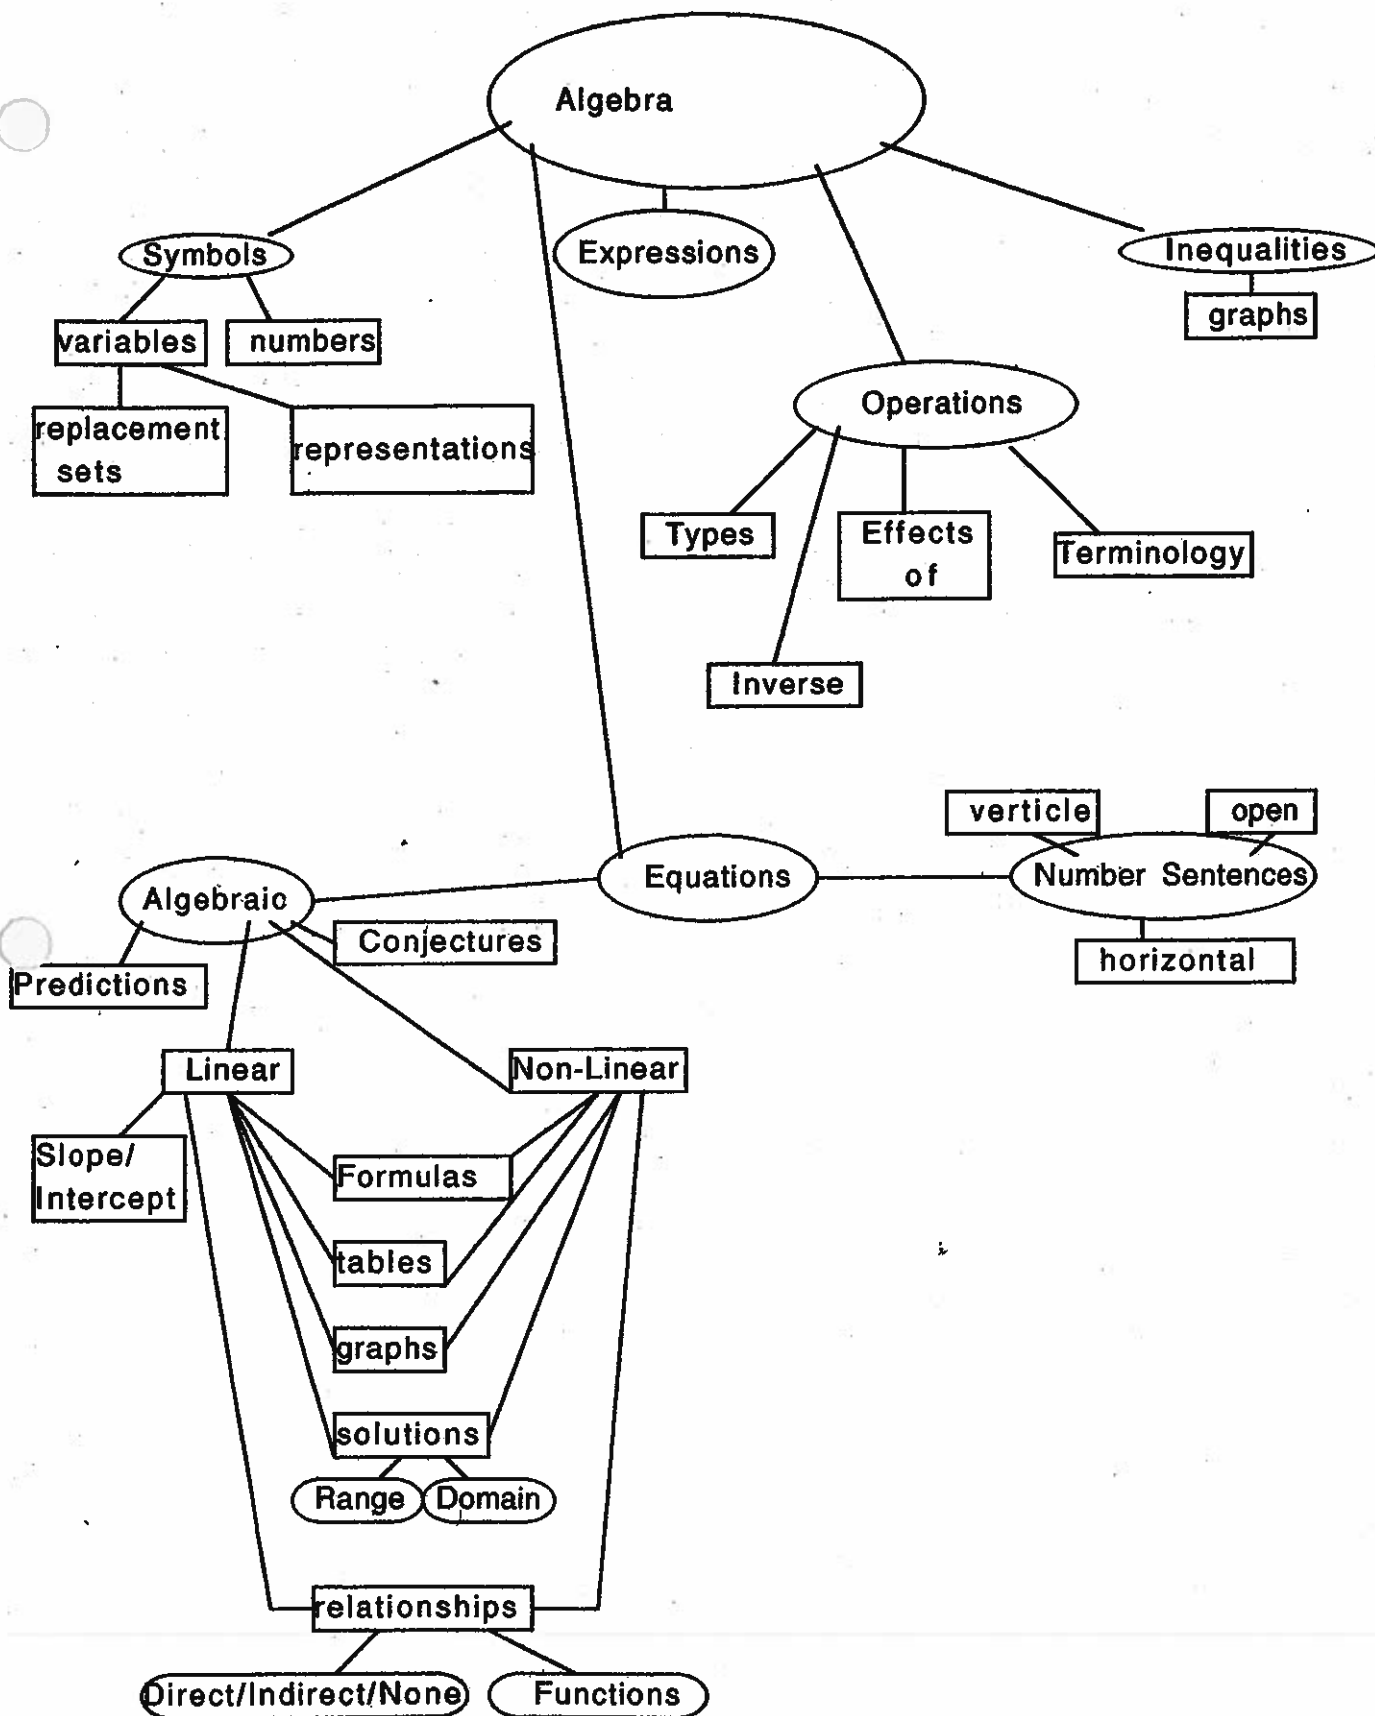 Algebra
Symbols
Expressions
Inequalities
variables
numbers
graphs
replacement
sets
representations
Operations
Types
Effects
of
Terminology
Inverse
verticle
open
Algebraic
Equations
Number Sentences
Conjectures
horizontal
Predictions
Linear
Non-Linear
Slope/
Intercept
Formulas
tables
graphs
solutions
Range
Domain
relationships
Direct/Indirect/None
Functions